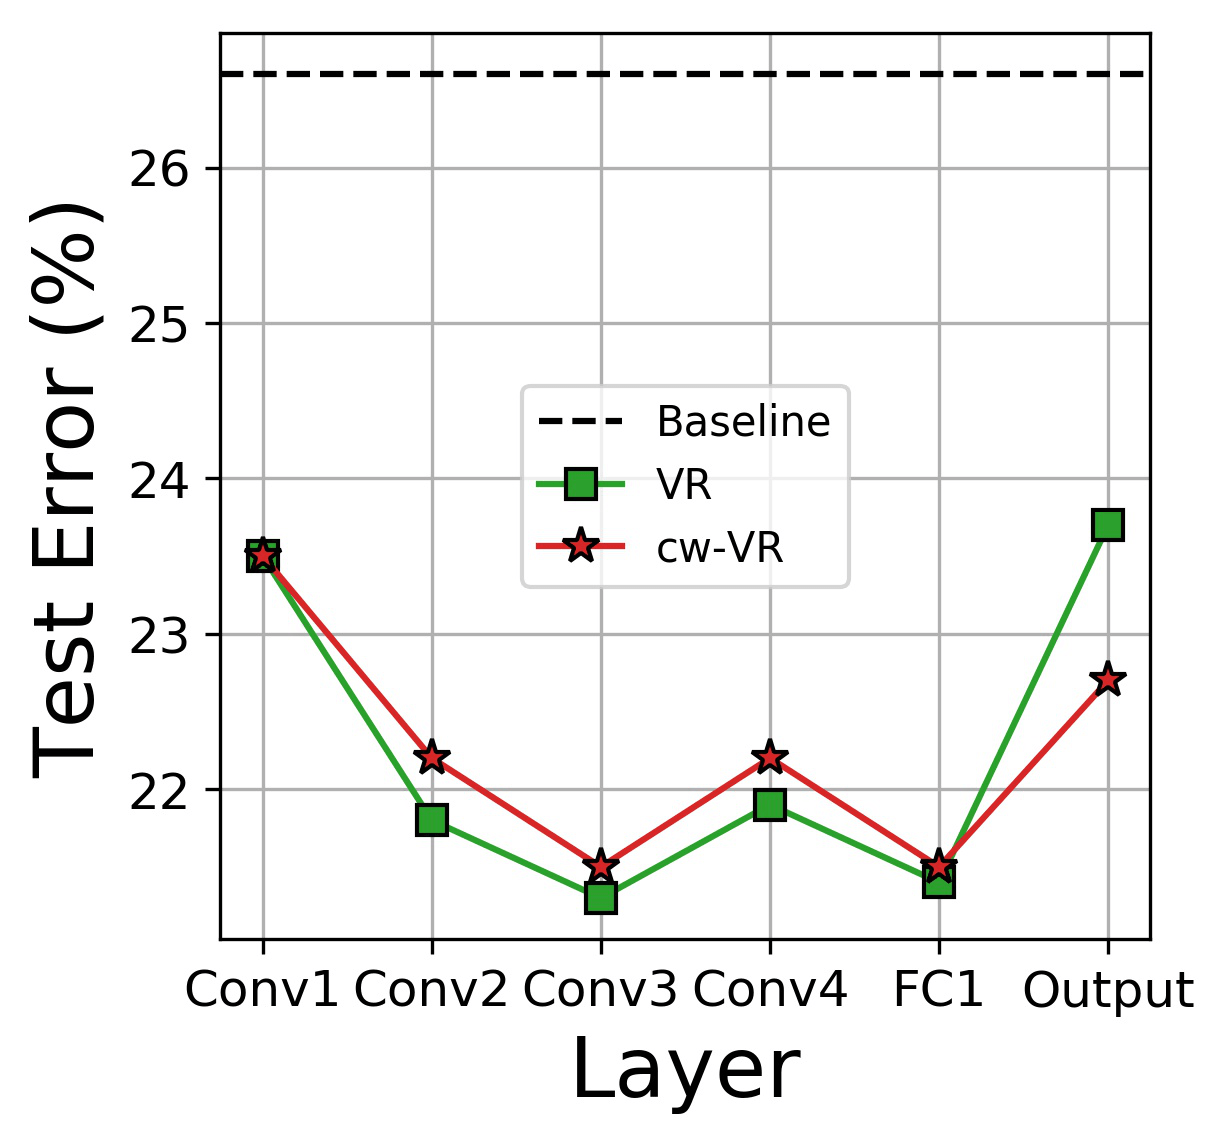 Test Error (%)
26
25
24
23
22
Baseline
VR
cw-VR
Conv1 Conv2 Conv3 Conv4 FC1 Output
Layer